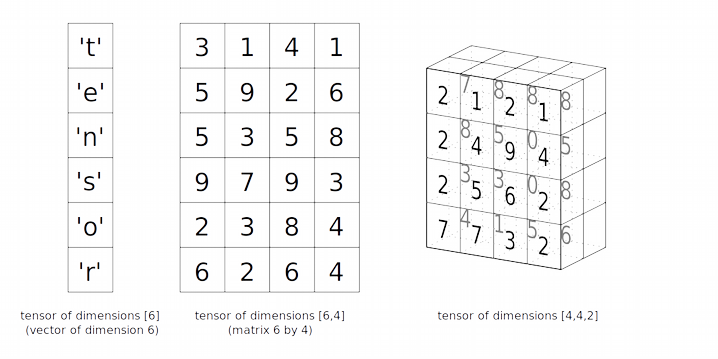 't'
'e'
'n'
's'
'o'
'r'
tensor of dimensions [6]
(vector of dimension 6)
3 1 4 1
5 9 2 6
5 3 5 8
9 7 9 3
2 3 8 4
6 2 6 4
tensor of dimensions [6,4]
(matrix 6 by 4)
2 7 1 8 2 8 1 8
2 8 4 5 9 0 4 5
2 3 5 3 6 0 2 8
7 4 7 1 3 5 2 6
tensor of dimensions [4,4,2]